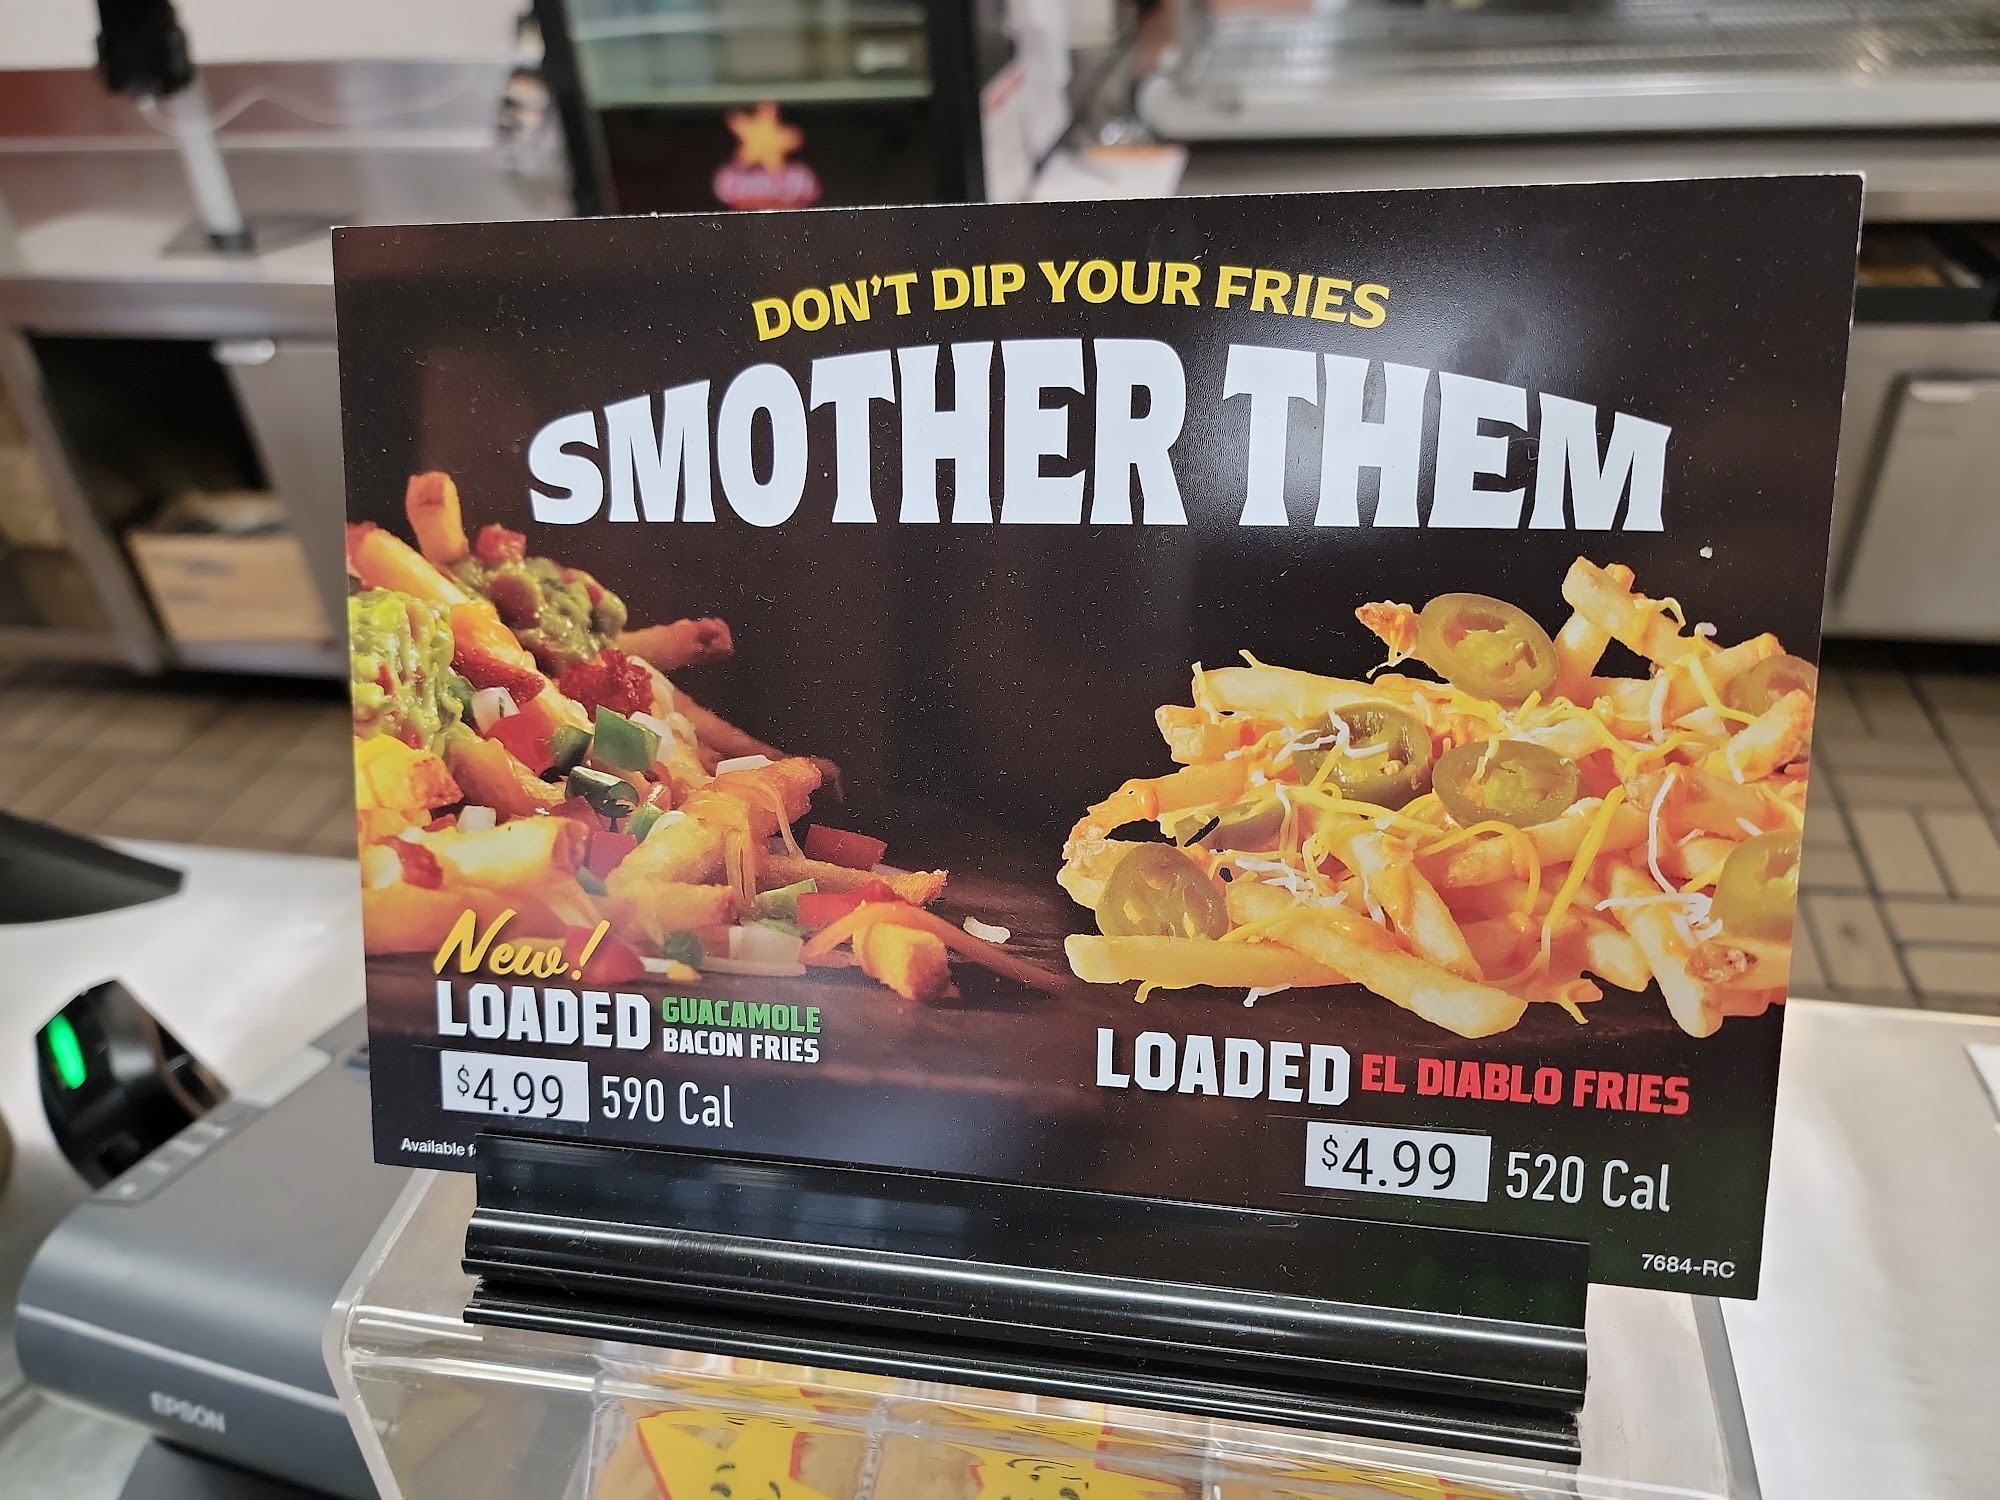 DON'T DIP YOUR FRIES
SMOTHER THEM
New!
LOADED GUACAMOLE BACON FRIES
$4.99 590 Cal
Available
LOADED EL DIABLO FRIES
$4.99 520 Cal
7684-RC
EPSON